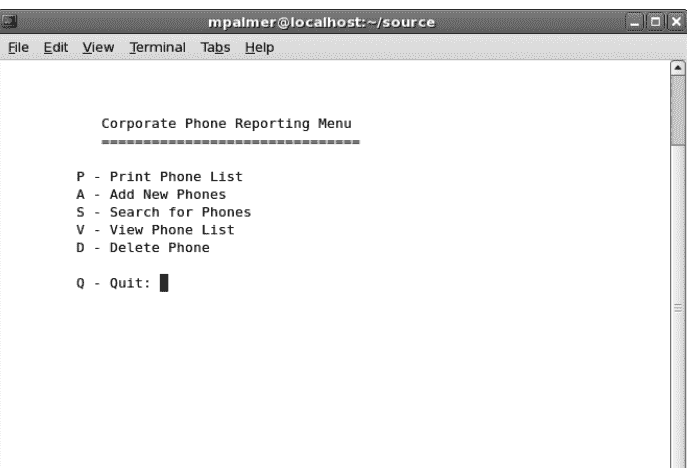 mpalmer@localhost:~/source
File Edit View Terminal Tabs Help
Corporate Phone Reporting Menu
===============================
P - Print Phone List
A - Add New Phones
S - Search for Phones
V - View Phone List
D - Delete Phone
Q - Quit: